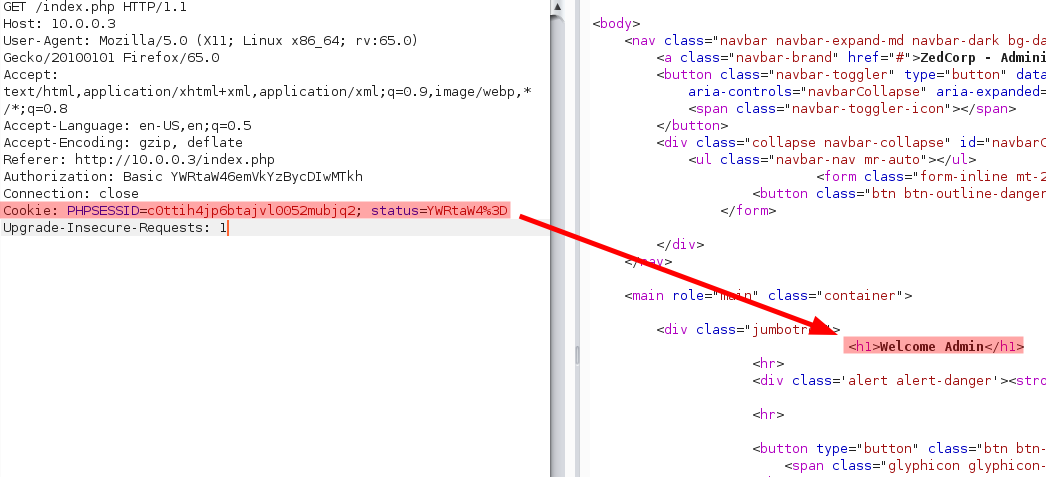 GET /index.php HTTP/1.1
Host: 10.0.0.3
User-Agent: Mozilla/5.0 (X11; Linux x86_64; rv:65.0)
Gecko/20100101 Firefox/65.0
Accept:
text/html,application/xhtml+xml,application/xml;q=0.9,image/webp,*
/*;q=0.8
Accept-Language: en-US,en;q=0.5
Accept-Encoding: gzip, deflate
Referer: http://10.0.0.3/index.php
Authorization: Basic YWRtaW46emVkYzBycDIwMTkh
Connection: close
Cookie: PHPSESSID=c0ttih4jp6btajvl0052mubjq2; status=YWRtaW4%3D
Upgrade-Insecure-Requests: 1
<body>
<nav class="navbar navbar-expand-md navbar-dark bg-da
<a class="navbar-brand" href="#">ZedCorp - Admini
<button class="navbar-toggler" type="button" data
aria-controls="navbarCollapse" aria-expanded=
<span class="navbar-toggler-icon"></span>
</button>
<div class="collapse navbar-collapse" id="navbarC
<ul class="navbar-nav mr-auto"></ul>
<form class="form-inline mt-2
<button class="btn btn-outline-danger
</form>
</div>
</nav>
<main role="main" class="container">
<div class="jumbotron">
<h1>Welcome Admin</h1>
<hr>
<div class='alert alert-danger'><stro
<hr>
<button type="button" class="btn btn-
<span class="glyphicon glyphicon-